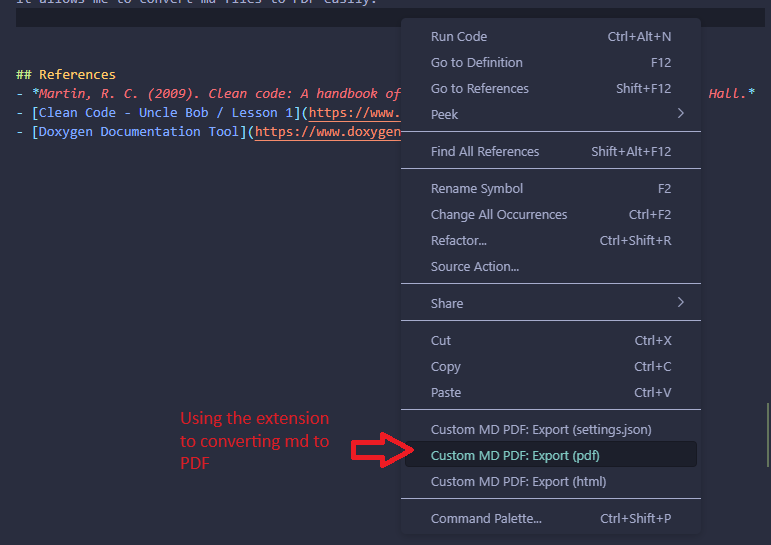 it allows me to convert md files to PDF easily.
## References
- *Martin, R. C. (2009). Clean code: A handbook of Hall.*
- [Clean Code - Uncle Bob / Lesson 1](https://www.
- [Doxygen Documentation Tool](https://www.doxygen
Run Code Ctrl+Alt+N
Go to Definition F12
Go to References Shift+F12
Peek
Find All References Shift+Alt+F12
Rename Symbol F2
Change All Occurrences Ctrl+F2
Refactor... Ctrl+Shift+R
Source Action...
Share
Cut Ctrl+X
Copy Ctrl+C
Paste Ctrl+V
Using the extension
to converting md to
PDF
Custom MD PDF: Export (settings.json)
Custom MD PDF: Export (pdf)
Custom MD PDF: Export (html)
Command Palette... Ctrl+Shift+P